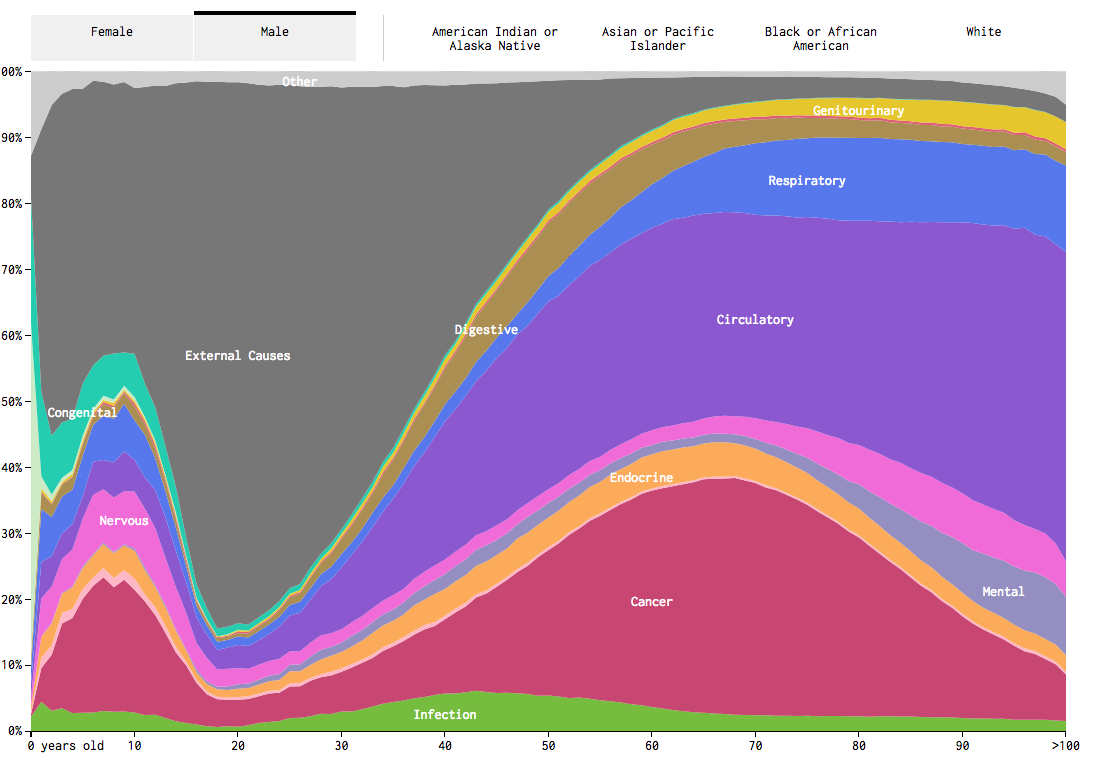 Female
Male
American Indian or
Alaska Native
Asian or Pacific
Islander
Black or African
American
White
00%
Other
90%
Genitourinary
80%
Respiratory
70%
60%
Digestive
Circulatory
External Causes
50%
Congenital
40%
Endocrine
30%
Nervous
20%
Cancer
Mental
10%
Infection
0%
0 years old
10
20
30
40
50
60
70
80
90
>100